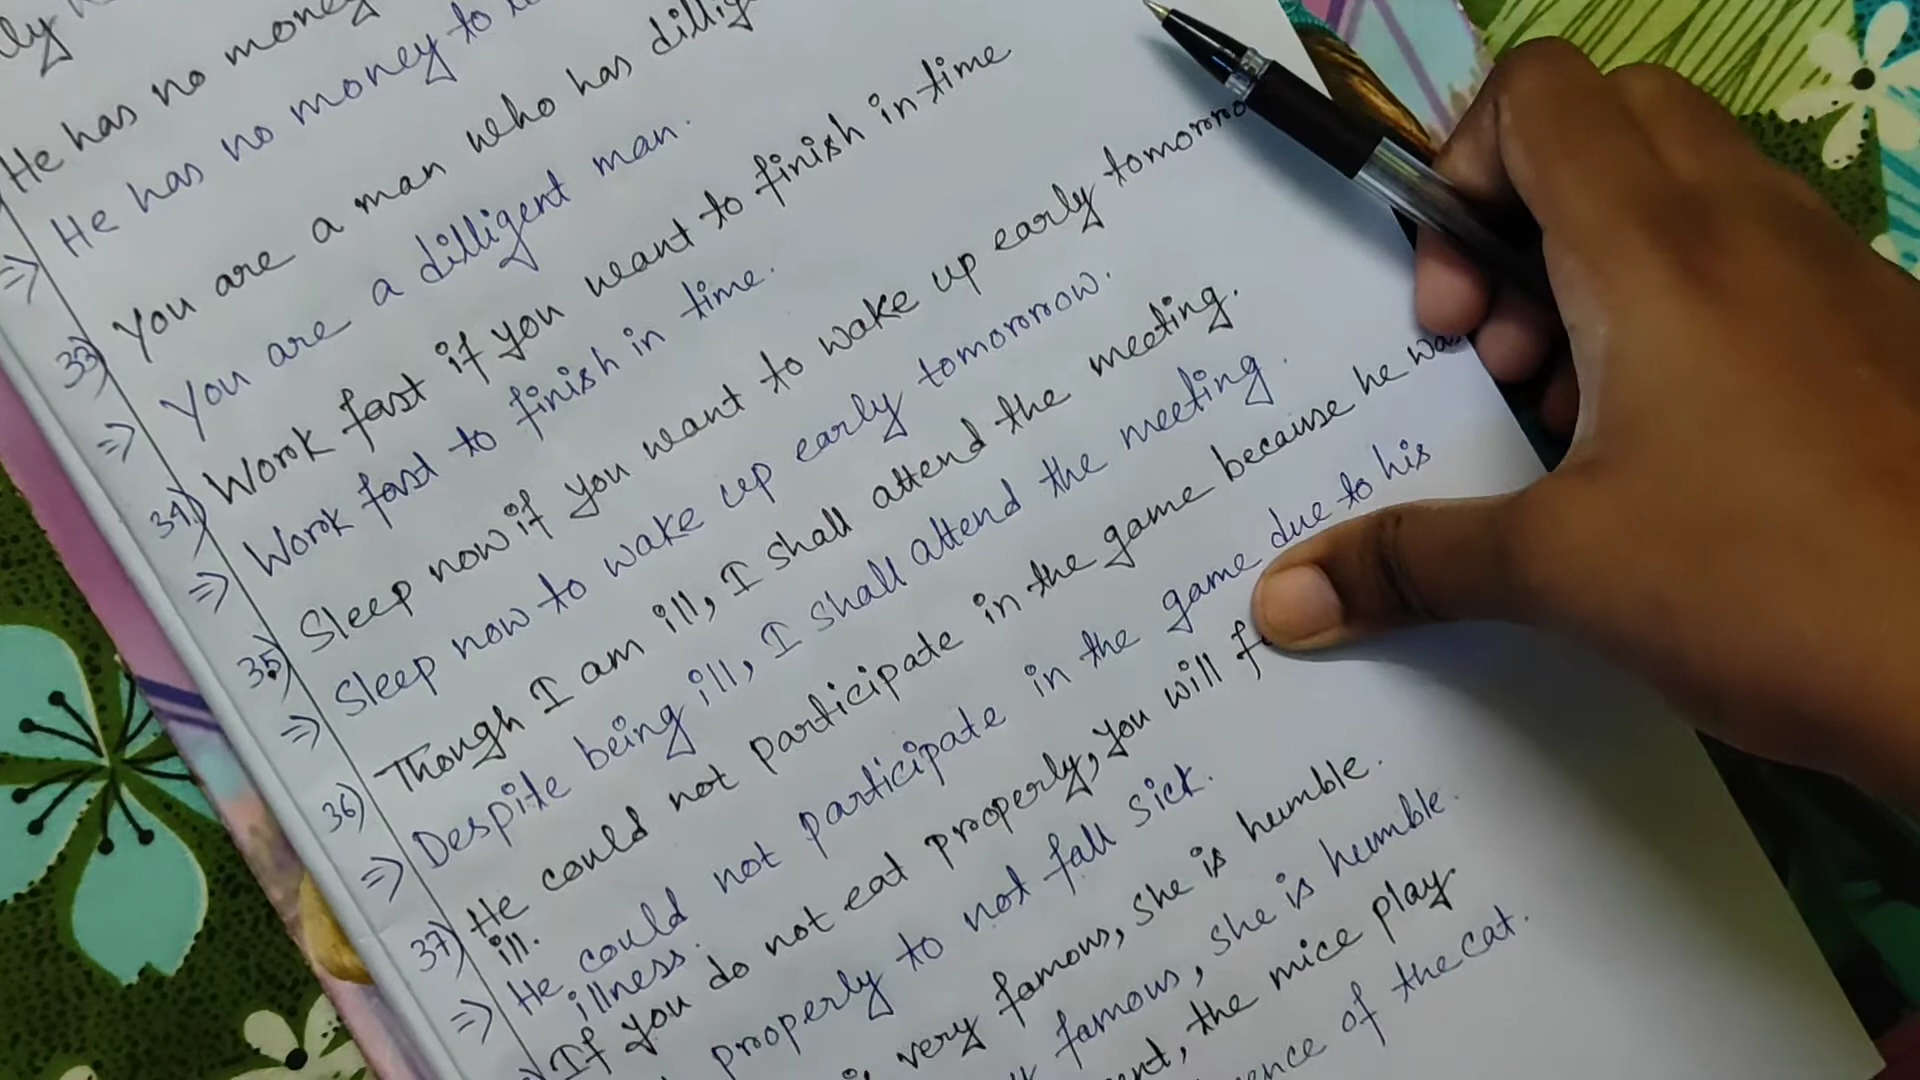 ly
He has no money
=> He has no money to
33) You are a man who has dillig
=> You are a dilligent man.
34) Work fast if you want to finish in time
=> Work fast to finish in time.
35) Sleep now if you want to wake up early tomorro
=> Sleep now to wake up early tomorrow.
36) Though I am ill, I shall attend the meeting.
=> Despite being ill, I shall attend the meeting.
37) He could not participate in the game because he wa
ill.
=> He could not participate in the game due to his
illness.
) If you do not eat properly, you will f
properly to not fall sick.
very famous, she is humble.
famous, she is humble.
the mice play
of the cat.